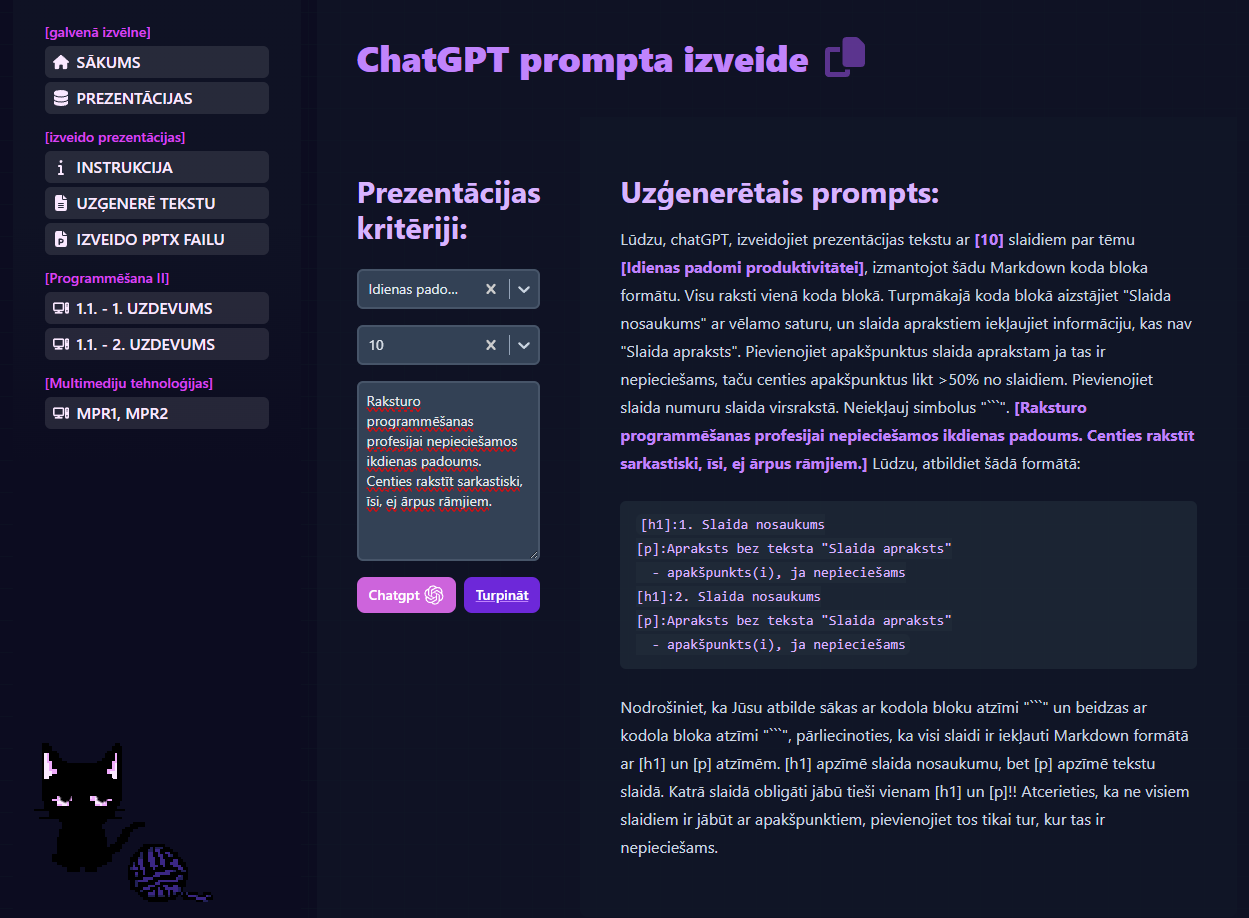 [galvenā izvēlne]
SĀKUMS
PREZENTĀCIJAS
[izveido prezentācijas]
INSTRUKCIJA
UZĢENERĒ TEKSTU
IZVEIDO PPTX FAILU
[Programmēšana II]
1.1. - 1. UZDEVUMS
1.1. - 2. UZDEVUMS
[Multimediju tehnoloģijas]
MPR1, MPR2
ChatGPT prompta izveide
Prezentācijas
kritēriji:
Idienas pado...
10
Raksturo
programmēšanas
profesijai nepieciešamos
ikdienas padoums.
Centies rakstīt sarkastiski,
īsi, ej ārpus rāmjiem.
Chatgpt
Turpināt
Uzģenerētais prompts:
Lūdzu, chatGPT, izveidojiet prezentācijas tekstu ar [10] slaidiem par tēmu
[Idienas padomi produktivitātei], izmantojot šādu Markdown koda bloka
formātu. Visu raksti vienā koda blokā. Turpmākajā koda blokā aizstājiet "Slaida
nosaukums" ar vēlamo saturu, un slaida aprakstiem iekļaujiet informāciju, kas nav
"Slaida apraksts". Pievienojiet apakšpunktus slaida aprakstam ja tas ir
nepieciešams, taču centies apakšpunktus likt >50% no slaidiem. Pievienojiet
slaida numuru slaida virsrakstā. Neiekļauj simbolus "```". [Raksturo
programmēšanas profesijai nepieciešamos ikdienas padoums. Centies rakstīt
sarkastiski, īsi, ej ārpus rāmjiem.] Lūdzu, atbildiet šādā formātā:
[h1]:1. Slaida nosaukums
[p]:Apraksts bez teksta "Slaida apraksts"
- apakšpunkts(i), ja nepieciešams
[h1]:2. Slaida nosaukums
[p]:Apraksts bez teksta "Slaida apraksts"
- apakšpunkts(i), ja nepieciešams
Nodrošiniet, ka Jūsu atbilde sākas ar kodola bloku atzīmi "```" un beidzas ar
kodola bloka atzīmi "```", pārliecinoties, ka visi slaidi ir iekļauti Markdown formātā
ar [h1] un [p] atzīmēm. [h1] apzīmē slaida nosaukumu, bet [p] apzīmē tekstu
slaidā. Katrā slaidā obligāti jābū tieši vienam [h1] un [p]!! Atcerieties, ka ne visiem
slaidiem ir jābūt ar apakšpunktiem, pievienojiet tos tikai tur, kur tas ir
nepieciešams.